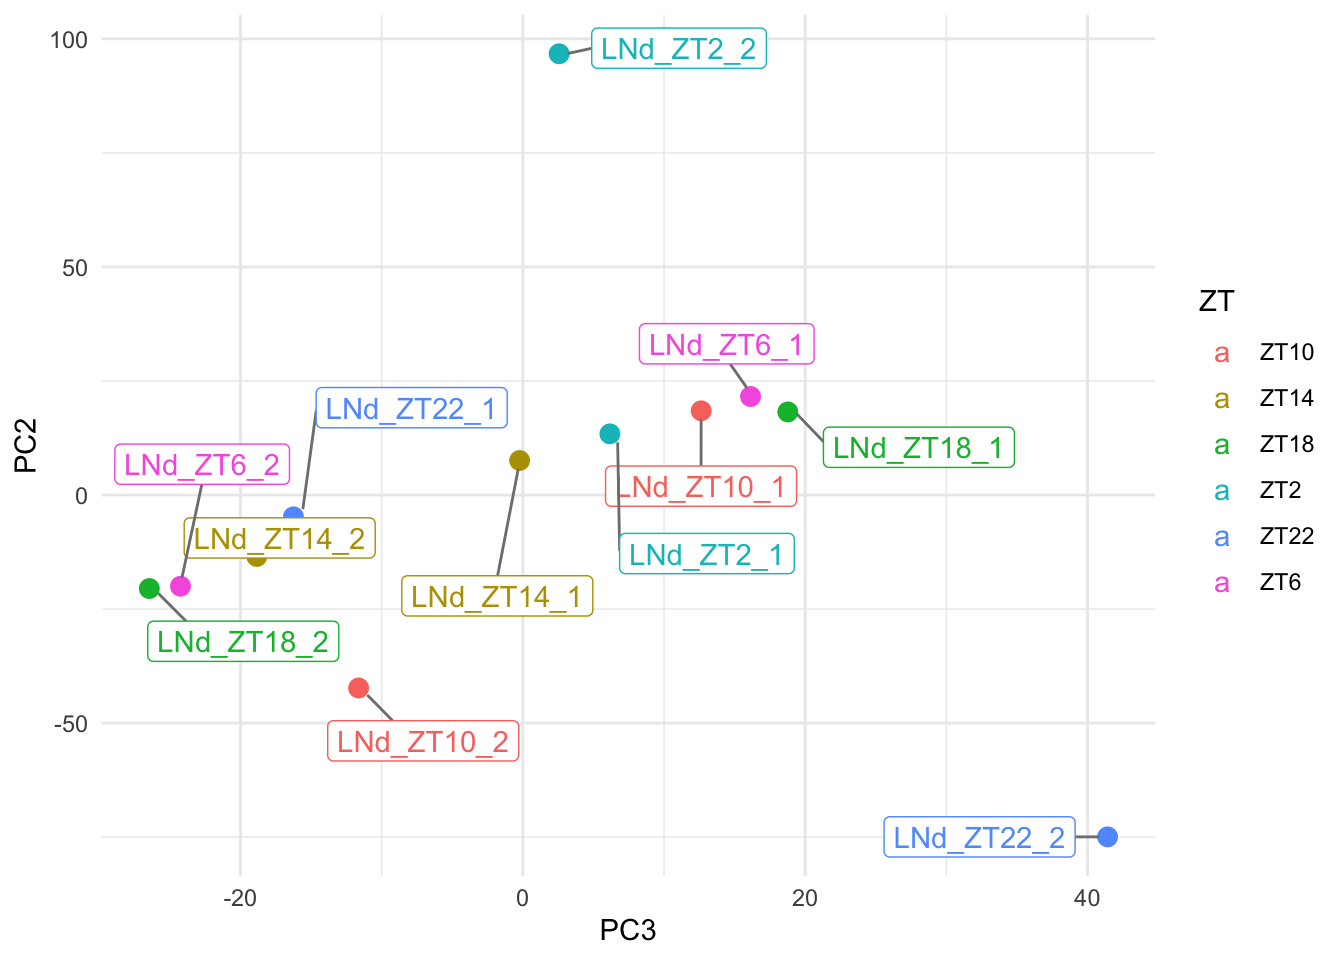 100
50
0
-50
PC2
-20
0
20
40
PC3
LNd_ZT2_2
LNd_ZT6_1
LNd_ZT22_1
LNd_ZT18_1
LNd_ZT6_2
LNd_ZT10_1
LNd_ZT14_2
LNd_ZT2_1
LNd_ZT14_1
LNd_ZT18_2
LNd_ZT10_2
LNd_ZT22_2
ZT
a ZT10
a ZT14
a ZT18
a ZT2
a ZT22
a ZT6